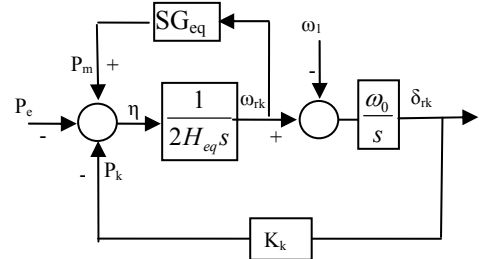 SG_eq
ω_1
P_m
+
-
P_e
-
η
1
2H_eq s
ω_rk
+
ω_0
s
δ_rk
-
P_k
K_k